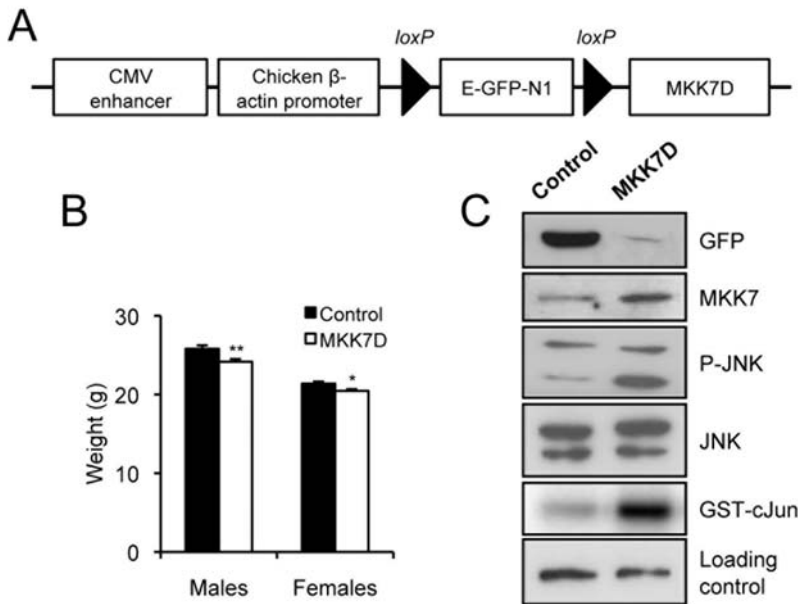 A
loxP
loxP
CMV
enhancer
Chicken β-
actin promoter
E-GFP-N1
MKK7D
B
Weight (g)
30
20
10
0
Control
MKK7D
**
*
Males
Females
C
Control
MKK7D
GFP
MKK7
P-JNK
JNK
GST-cJun
Loading
control